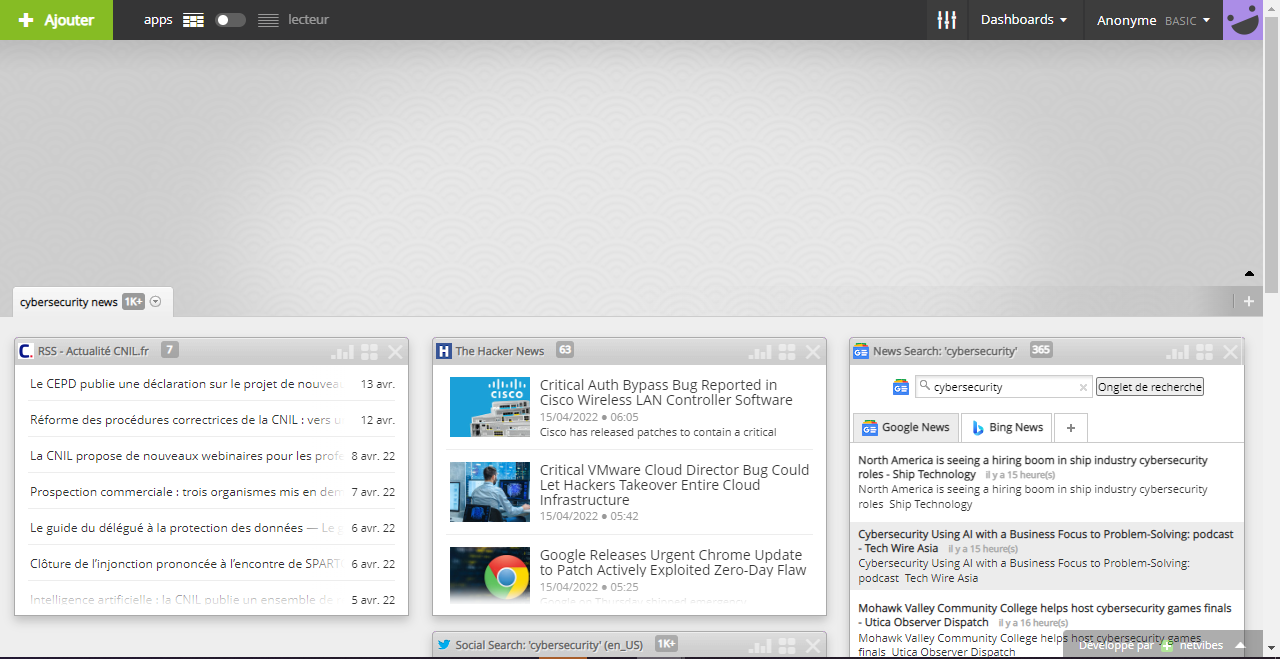 Ajouter
apps
lecteur
Dashboards
Anonyme BASIC
cybersecurity news 1K+
RSS - Actualité CNIL.fr 7
Le CEPD publie une déclaration sur le projet de nouveau 13 avr.
Réforme des procédures correctrices de la CNIL : vers u 12 avr.
La CNIL propose de nouveaux webinaires pour les profe 8 avr. 22
Prospection commerciale : trois organismes mis en dem 7 avr. 22
Le guide du délégué à la protection des données — Le g 6 avr. 22
Clôture de l'injonction prononcée à l'encontre de SPART 6 avr. 22
Intelligence artificielle : la CNIL publie un ensemble de 5 avr. 22
The Hacker News 63
CISCO
Critical Auth Bypass Bug Reported in
Cisco Wireless LAN Controller Software
15/04/2022 • 06:05
Cisco has released patches to contain a critical
Critical VMware Cloud Director Bug Could
Let Hackers Takeover Entire Cloud
Infrastructure
15/04/2022 • 05:42
Google Releases Urgent Chrome Update
to Patch Actively Exploited Zero-Day Flaw
15/04/2022 • 05:25
Google on Thursday shipped emergency
Social Search: 'cybersecurity' (en_US) 1K+
News Search: 'cybersecurity' 365
cybersecurity
Onglet de recherche
Google News
Bing News
+
North America is seeing a hiring boom in ship industry cybersecurity
roles - Ship Technology il y a 15 heure(s)
North America is seeing a hiring boom in ship industry cybersecurity
roles Ship Technology
Cybersecurity Using AI with a Business Focus to Problem-Solving: podcast
- Tech Wire Asia il y a 15 heure(s)
Cybersecurity Using AI with a Business Focus to Problem-Solving:
podcast Tech Wire Asia
Mohawk Valley Community College helps host cybersecurity games finals
- Utica Observer Dispatch il y a 16 heure(s)
Mohawk Valley Community College helps host cybersecurity games
finals Utica Observer Dispatch
Développé par netvibes